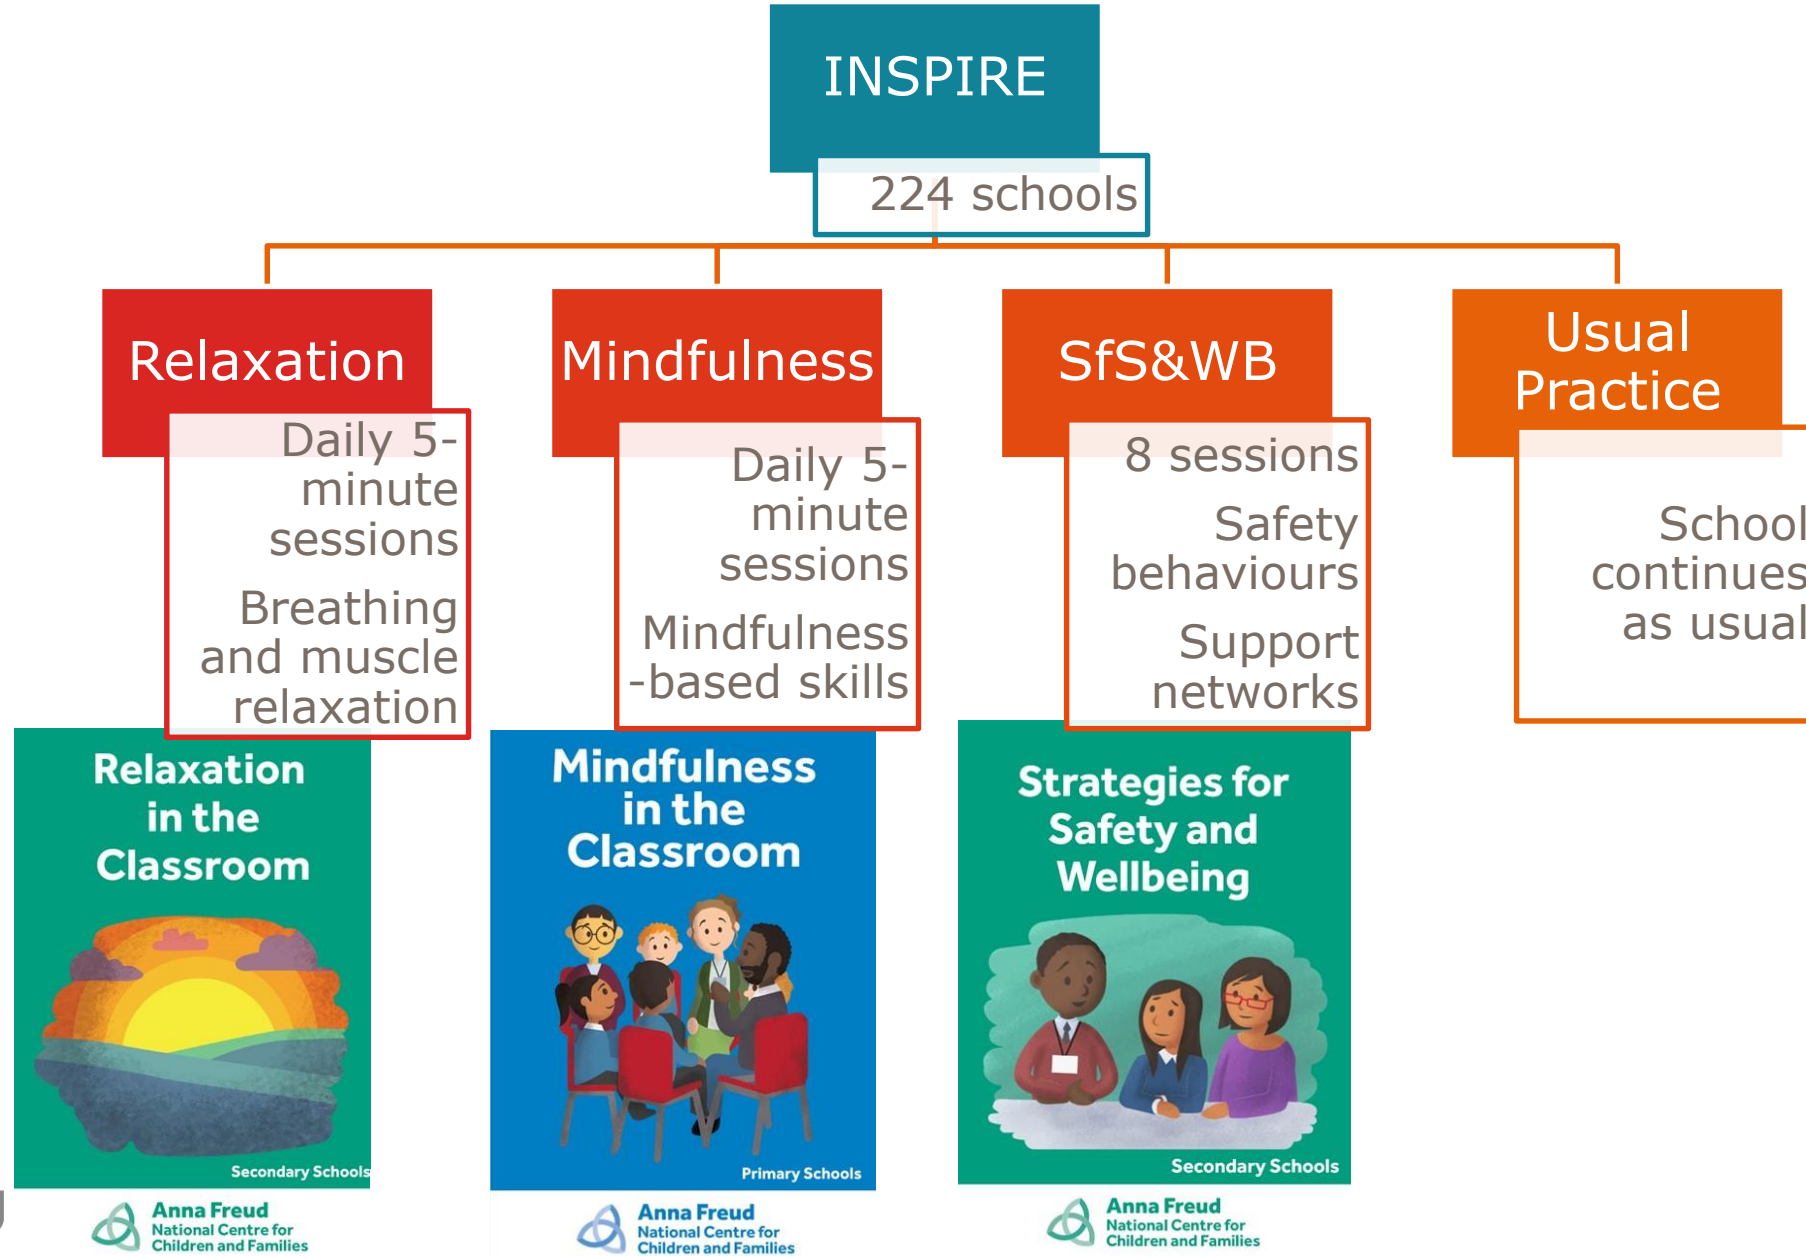 INSPIRE
224 schools
Relaxation
Daily 5-
minute
sessions
Breathing
and muscle
relaxation
Mindfulness
Daily 5-
minute
sessions
Mindfulness
-based skills
SfS&WB
8 sessions
Safety
behaviours
Support
networks
Usual
Practice
School
continues
as usual
Relaxation
in the
Classroom
Secondary Schools
Anna Freud
National Centre for
Children and Families
Mindfulness
in the
Classroom
Primary Schools
Anna Freud
National Centre for
Children and Families
Strategies for
Safety and
Wellbeing
Secondary Schools
Anna Freud
National Centre for
Children and Families